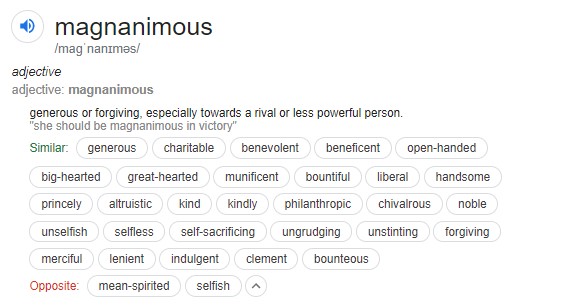 magnanimous
/maɡˈnanɪməs/
adjective
adjective: magnanimous
generous or forgiving, especially towards a rival or less powerful person.
"she should be magnanimous in victory"
Similar: generous charitable benevolent beneficent open-handed
big-hearted great-hearted munificent bountiful liberal handsome
princely altruistic kind kindly philanthropic chivalrous noble
unselfish selfless self-sacrificing ungrudging unstinting forgiving
merciful lenient indulgent clement bounteous
Opposite: mean-spirited selfish